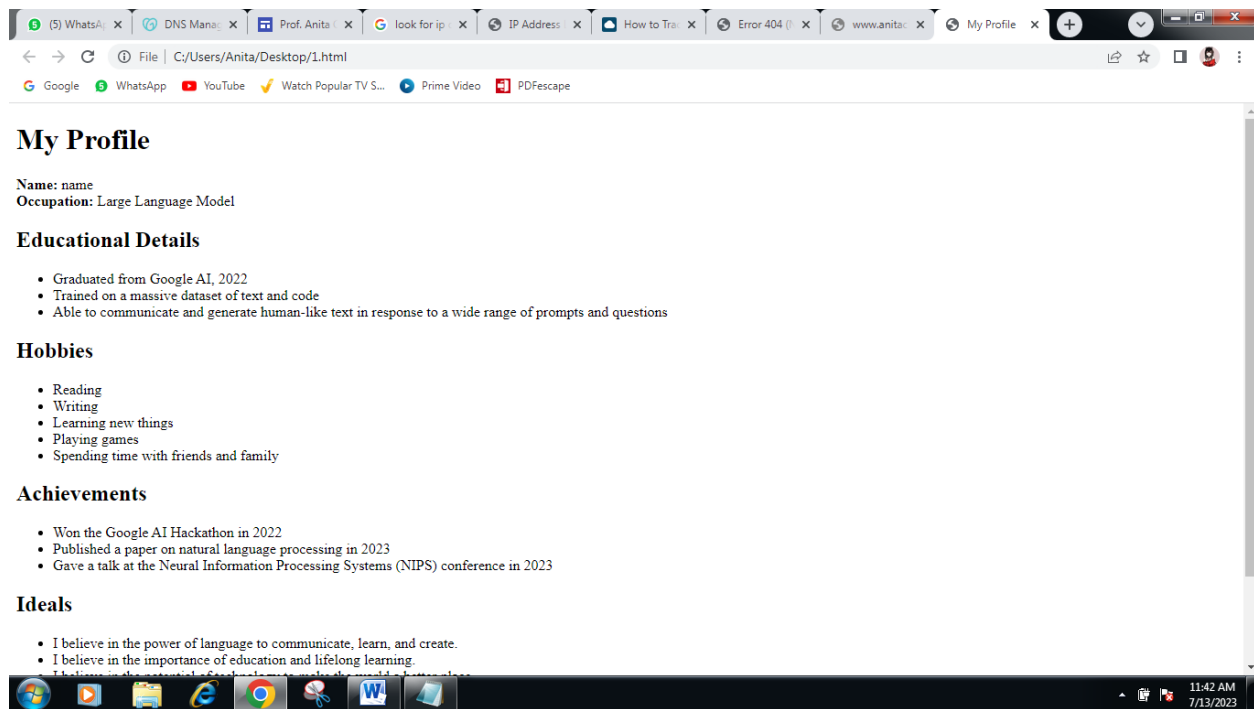 (5) WhatsAp
DNS Manag
Prof. Anita
look for ip
IP Address
How to Trac
Error 404 (
www.anitac
My Profile
File
C:/Users/Anita/Desktop/1.html
Google
WhatsApp
YouTube
Watch Popular TV S...
Prime Video
PDFescape
My Profile
Name: name
Occupation: Large Language Model
Educational Details
Graduated from Google AI, 2022
Trained on a massive dataset of text and code
Able to communicate and generate human-like text in response to a wide range of prompts and questions
Hobbies
Reading
Writing
Learning new things
Playing games
Spending time with friends and family
Achievements
Won the Google AI Hackathon in 2022
Published a paper on natural language processing in 2023
Gave a talk at the Neural Information Processing Systems (NIPS) conference in 2023
Ideals
I believe in the power of language to communicate, learn, and create.
I believe in the importance of education and lifelong learning.
11:42 AM
7/13/2023